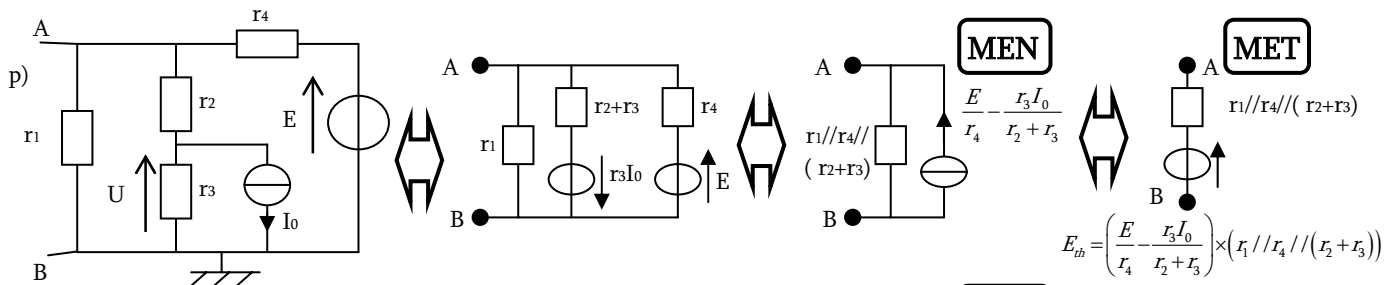 p)
A
r1
B
r2
U
r3
I0
r4
E
A
r1
B
r2+r3
r3I0
r4
E
A
r1//r4//
( r2+r3)
B
MEN
E/r4 - r3I0/(r2 + r3)
MET
A
r1//r4//( r2+r3)
B
Eth = (E/r4 - r3I0/(r2 + r3)) × (r1 //r4 //(r2 + r3))